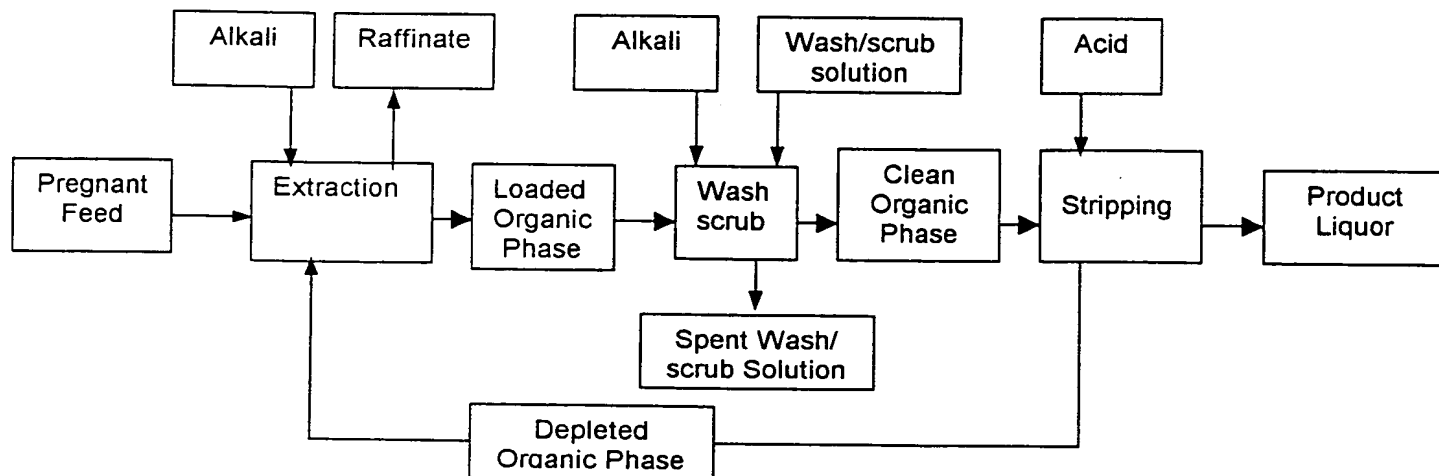 Alkali
Raffinate
Alkali
Wash/scrub
solution
Acid
Pregnant
Feed
Extraction
Loaded
Organic
Phase
Wash
scrub
Clean
Organic
Phase
Stripping
Product
Liquor
Spent Wash/
scrub Solution
Depleted
Organic Phase